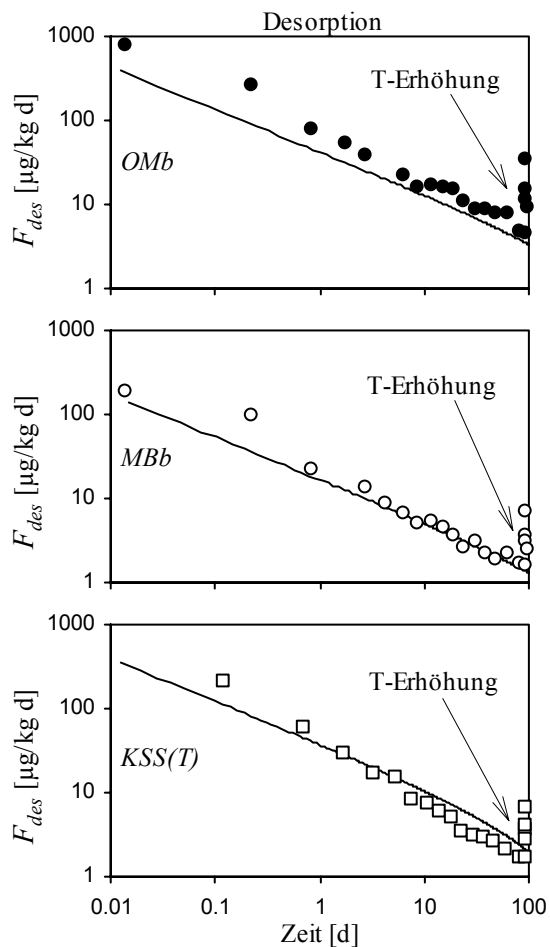 Desorption
1000
T-Erhöhung
100
OMb
10
1
F_des [µg/kg d]
1000
T-Erhöhung
100
MBb
10
1
F_des [µg/kg d]
1000
T-Erhöhung
100
KSS(T)
10
1
F_des [µg/kg d]
0.01 0.1 1 10 100
Zeit [d]